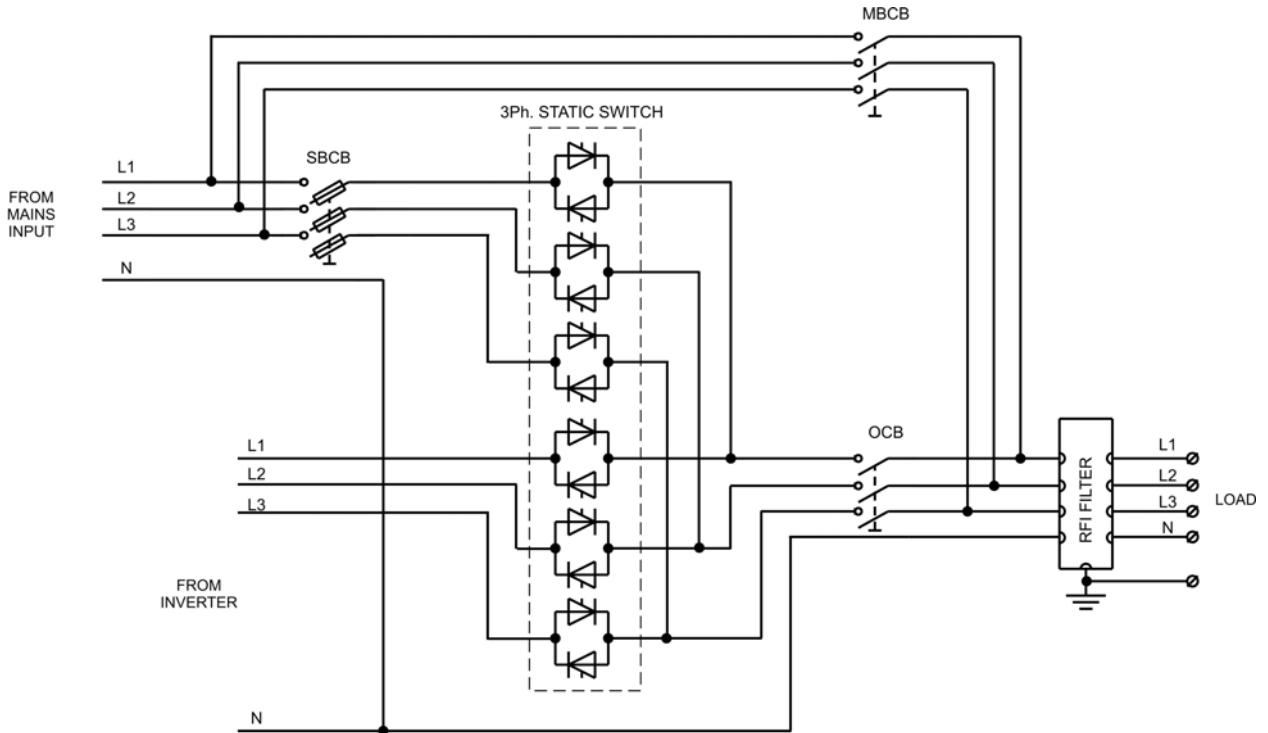 MBCB
3Ph. STATIC SWITCH
SBCB
L1
L2
L3
N
FROM
MAINS
INPUT
L1
L2
L3
FROM
INVERTER
N
OCB
RFI FILTER
L1
L2
L3
N
LOAD